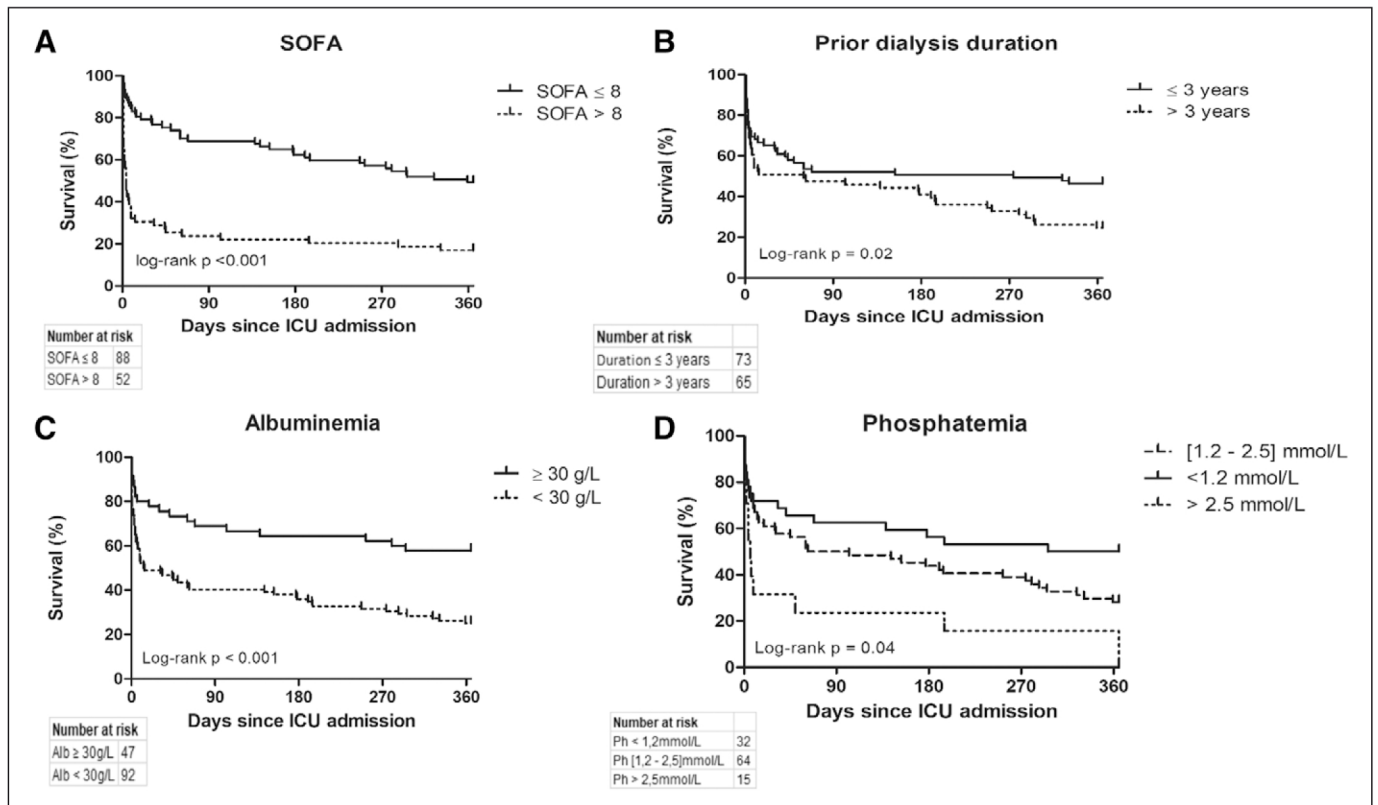 A
SOFA
Survival (%)
100
80
60
40
20
0
0 90 180 270 360
Days since ICU admission
SOFA ≤ 8
SOFA > 8
log-rank p <0.001
Number at risk
SOFA ≤ 8 88
SOFA > 8 52
B
Prior dialysis duration
Survival (%)
100
80
60
40
20
0
0 90 180 270 360
Days since ICU admission
≤ 3 years
> 3 years
Log-rank p = 0.02
Number at risk
Duration ≤ 3 years 73
Duration > 3 years 65
C
Albuminemia
Survival (%)
100
80
60
40
20
0
0 90 180 270 360
Days since ICU admission
≥ 30 g/L
< 30 g/L
Log-rank p < 0.001
Number at risk
Alb ≥ 30g/L 47
Alb < 30g/L 92
D
Phosphatemia
Survival (%)
100
80
60
40
20
0
0 90 180 270 360
Days since ICU admission
[1.2 - 2.5] mmol/L
<1.2 mmol/L
> 2.5 mmol/L
Log-rank p = 0.04
Number at risk
Ph < 1,2mmol/L 32
Ph [1,2 - 2,5]mmol/L 64
Ph > 2,5mmol/L 15